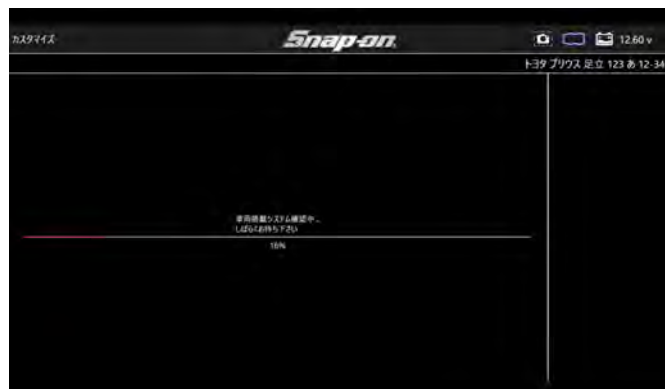 カスタマイズ
Snap-on
12.60 v
トヨタ プリウス 足立 123 あ 12-34
車両搭載システム確認中...
しばらくお待ち下さい
16%